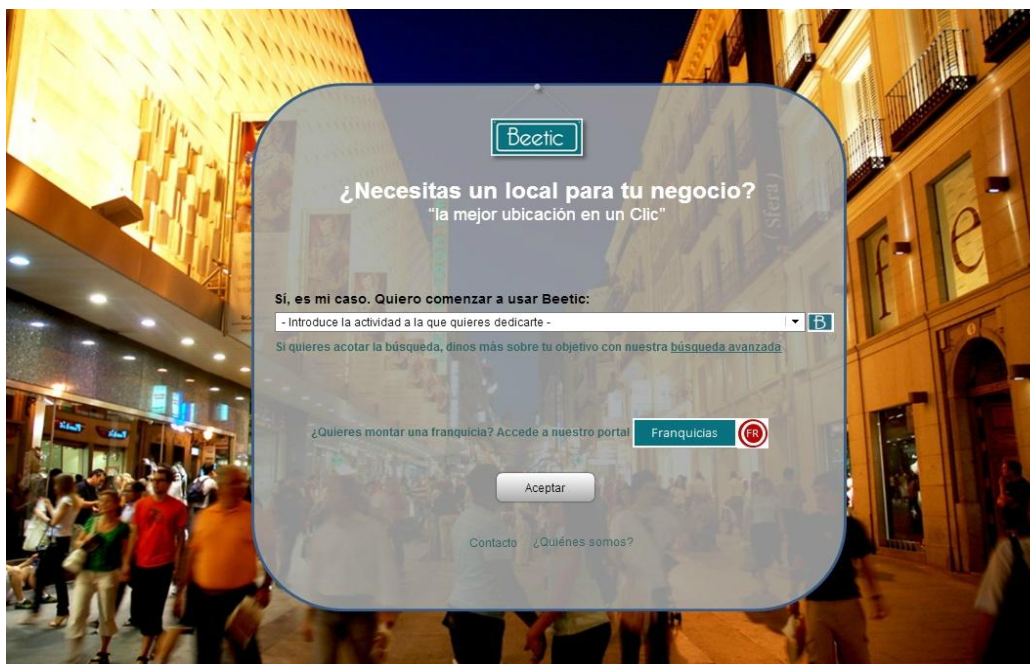 Beetic
¿Necesitas un local para tu negocio?
“la mejor ubicación en un Clic”
(Sfera)
f e
Sí, es mi caso. Quiero comenzar a usar Beetic:
- Introduce la actividad a la que quieres dedicarte -
B
Si quieres acotar la búsqueda, dinos más sobre tu objetivo con nuestra búsqueda avanzada
¿Quieres montar una franquicia? Accede a nuestro portal Franquicias FR
Aceptar
Contacto ¿Quiénes somos?